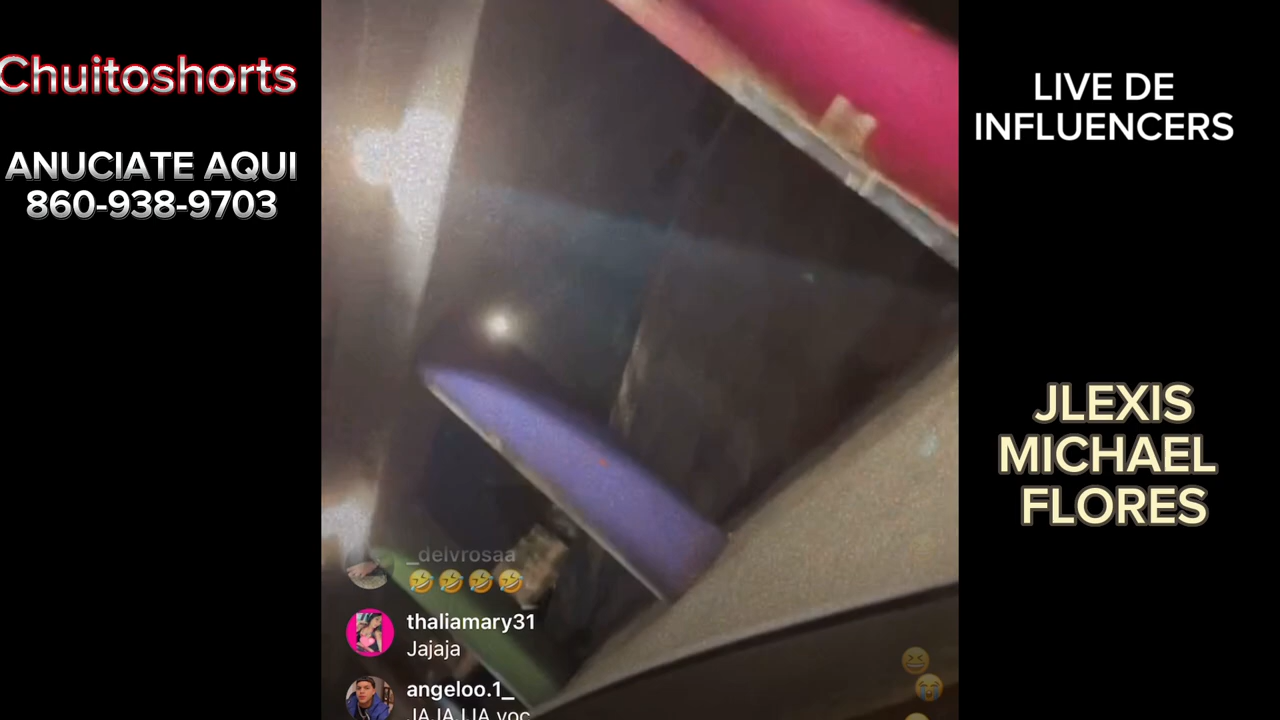 Chuitoshorts
ANUCIATE AQUI
860-938-9703
LIVE DE
INFLUENCERS
JLEXIS
MICHAEL
FLORES
_delvrosaa
🤣🤣🤣🤣
thaliamary31
Jajaja
angeloo.1_